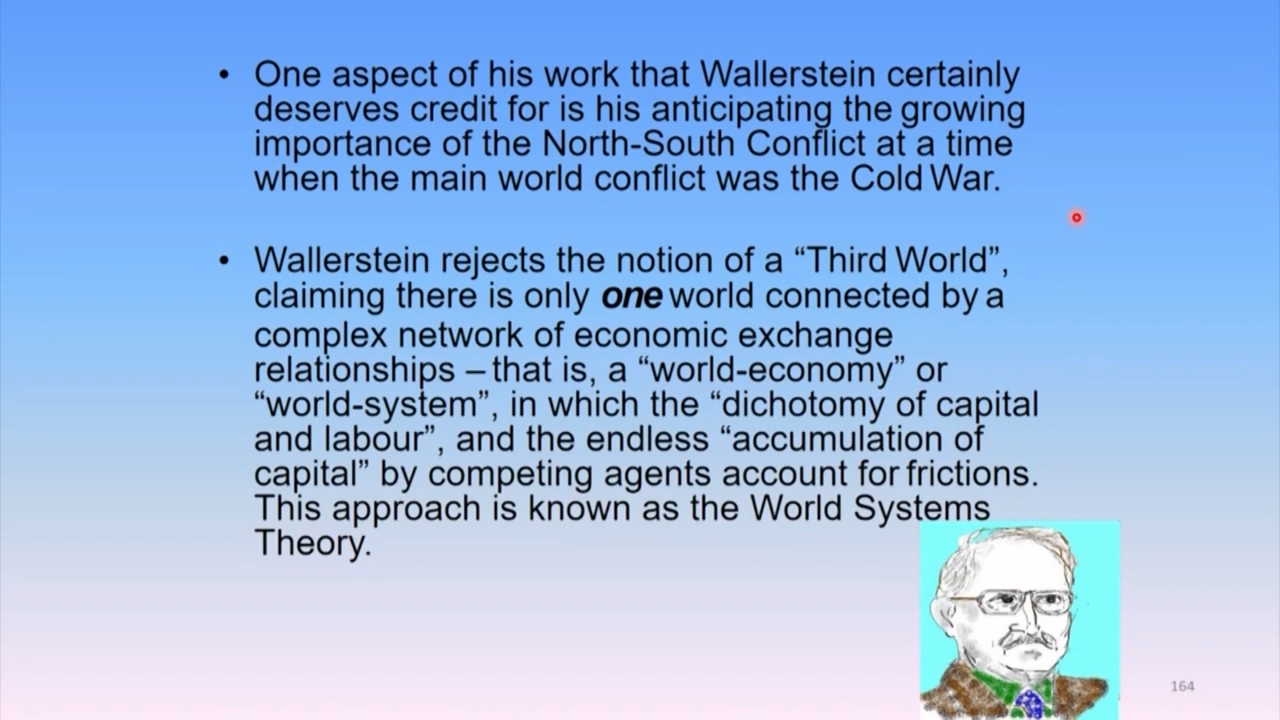 • One aspect of his work that Wallerstein certainly
deserves credit for is his anticipating the growing
importance of the North-South Conflict at a time
when the main world conflict was the Cold War.
• Wallerstein rejects the notion of a “Third World”,
claiming there is only one world connected by a
complex network of economic exchange
relationships – that is, a “world-economy” or
“world-system”, in which the “dichotomy of capital
and labour”, and the endless “accumulation of
capital” by competing agents account for frictions.
This approach is known as the World Systems
Theory.
164